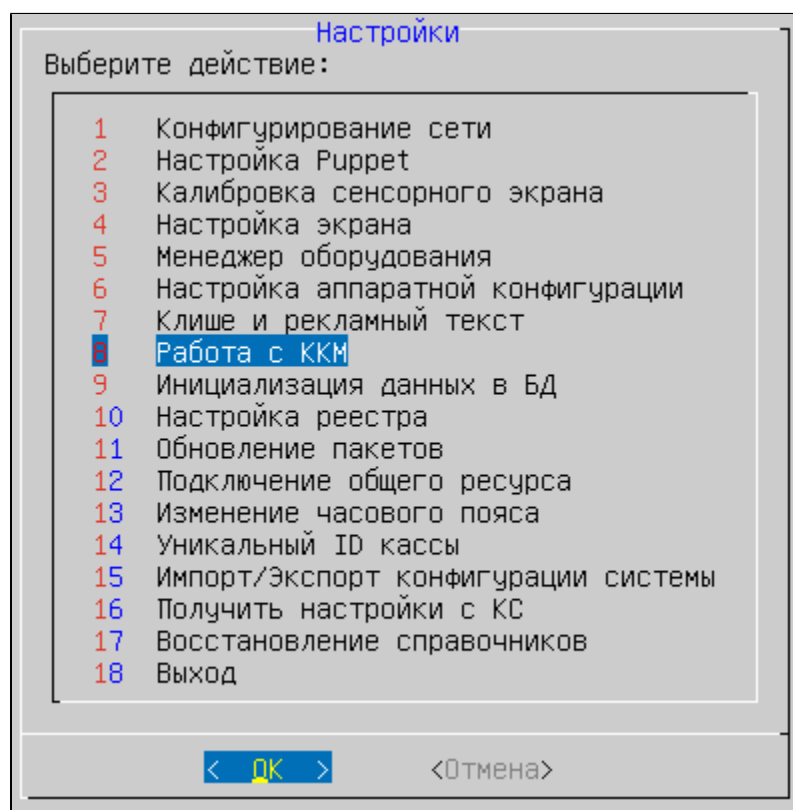 Настройки
Выберите действие:
1 Конфигурирование сети
2 Настройка Puppet
3 Калибровка сенсорного экрана
4 Настройка экрана
5 Менеджер оборудования
6 Настройка аппаратной конфигурации
7 Клише и рекламный текст
8 Работа с ККМ
9 Инициализация данных в БД
10 Настройка реестра
11 Обновление пакетов
12 Подключение общего ресурса
13 Изменение часового пояса
14 Уникальный ID кассы
15 Импорт/Экспорт конфигурации системы
16 Получить настройки с КС
17 Восстановление справочников
18 Выход
< OK > <Отмена>